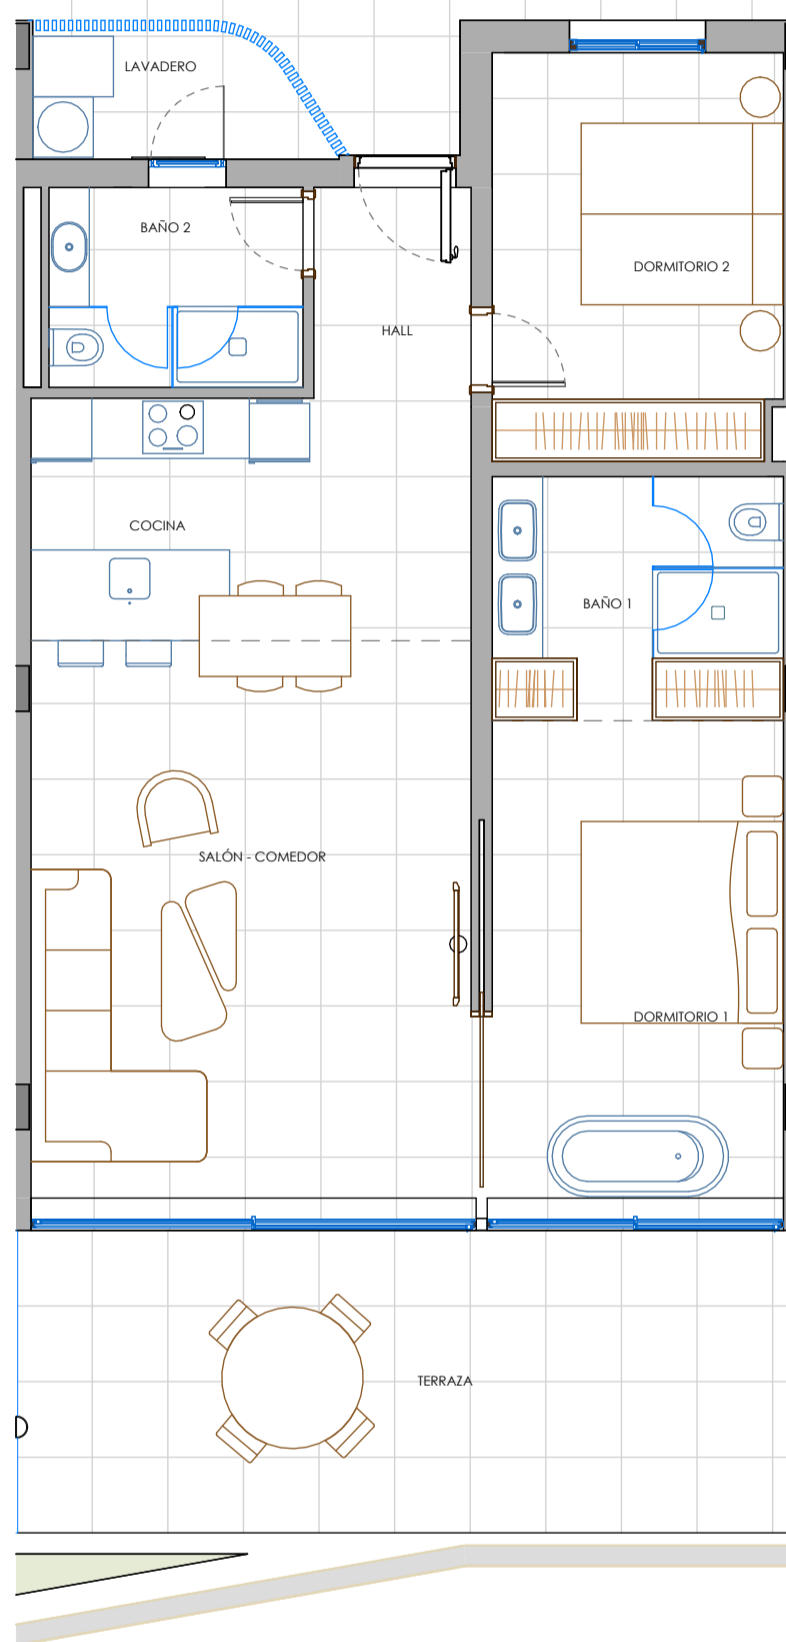 LAVADERO
BAÑO 2
DORMITORIO 2
HALL
COCINA
BAÑO 1
SALÓN - COMEDOR
DORMITORIO 1
TERRAZA